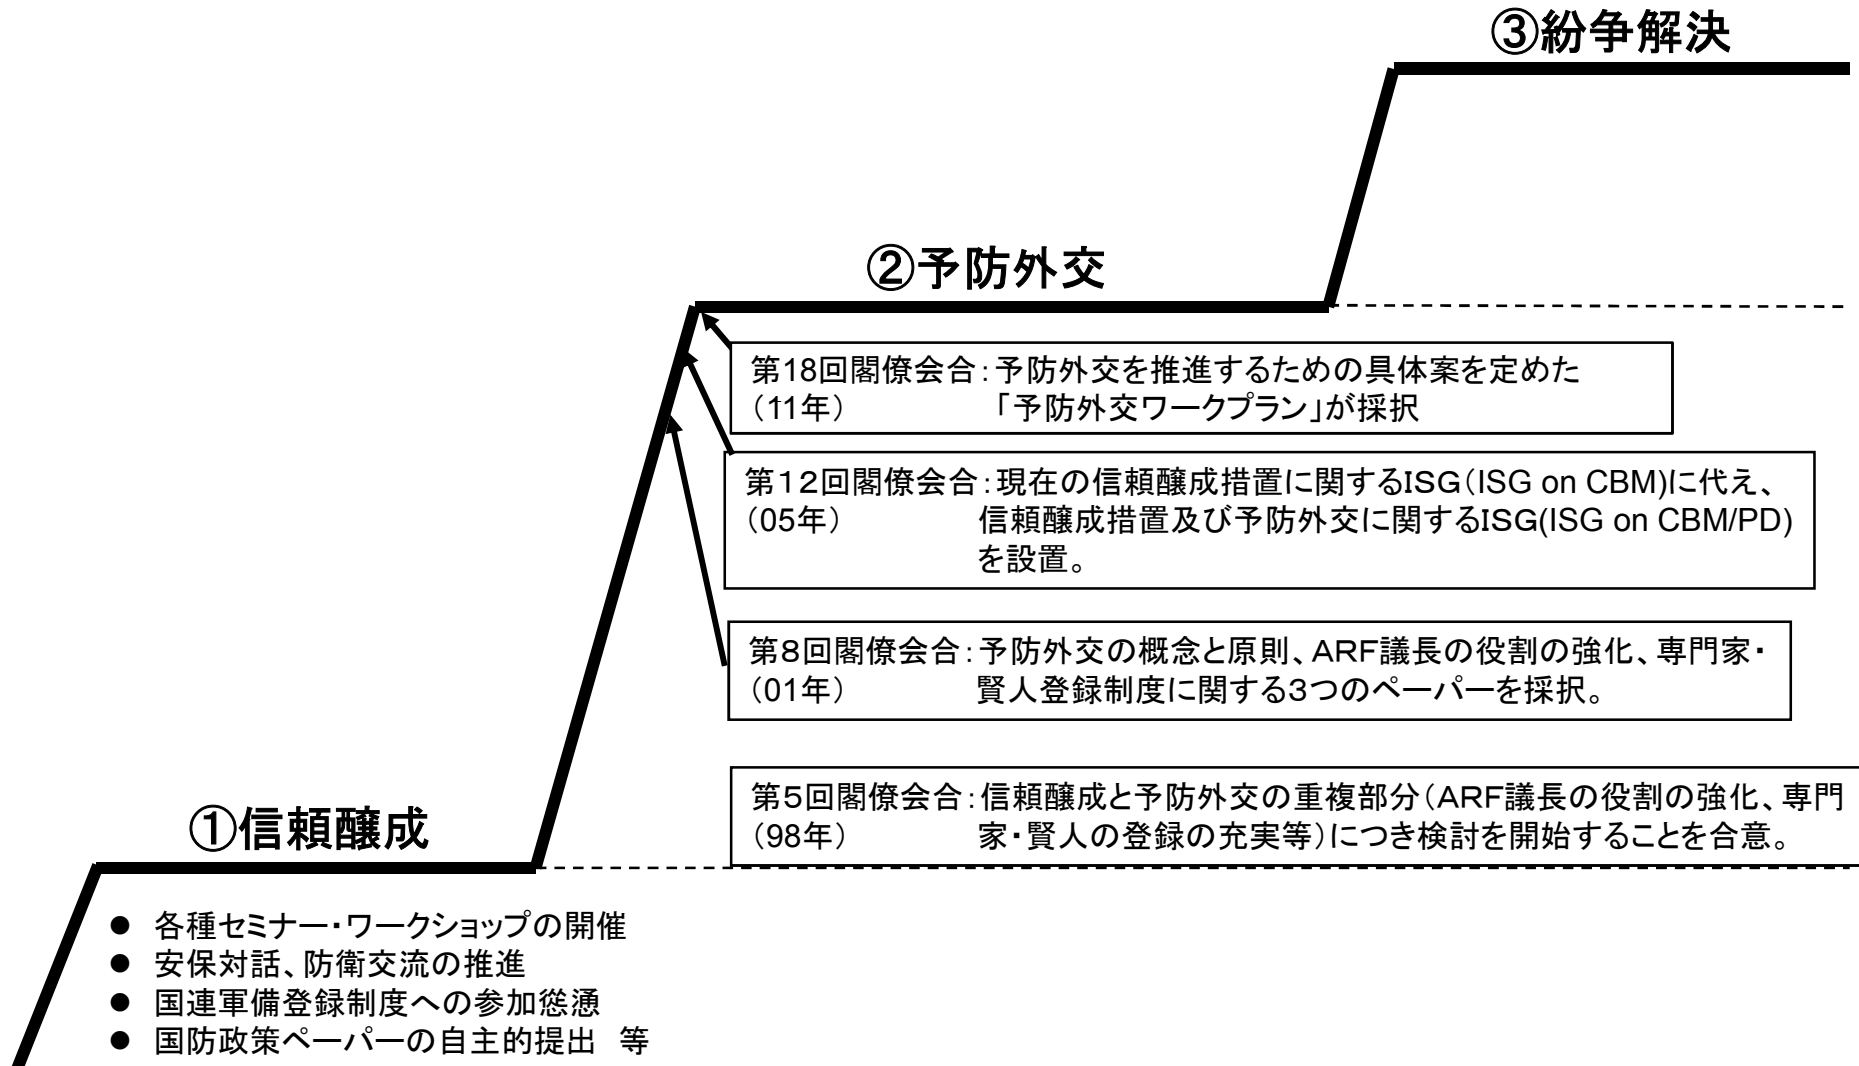 ③紛争解決
②予防外交
第18回閣僚会合：予防外交を推進するための具体案を定めた
（11年）　「予防外交ワークプラン」が採択
第１２回閣僚会合：現在の信頼醸成措置に関するISG（ISG on CBM)に代え、
（05年）　信頼醸成措置及び予防外交に関するISG(ISG on CBM/PD)
を設置。
第８回閣僚会合：予防外交の概念と原則、ＡＲＦ議長の役割の強化、専門家・
（01年）　賢人登録制度に関する３つのペーパーを採択。
第５回閣僚会合：信頼醸成と予防外交の重複部分（ＡＲＦ議長の役割の強化、専門
（98年）　家・賢人の登録の充実等）につき検討を開始することを合意。
①信頼醸成
● 各種セミナー・ワークショップの開催
● 安保対話、防衛交流の推進
● 国連軍備登録制度への参加慫慂
● 国防政策ペーパーの自主的提出　等